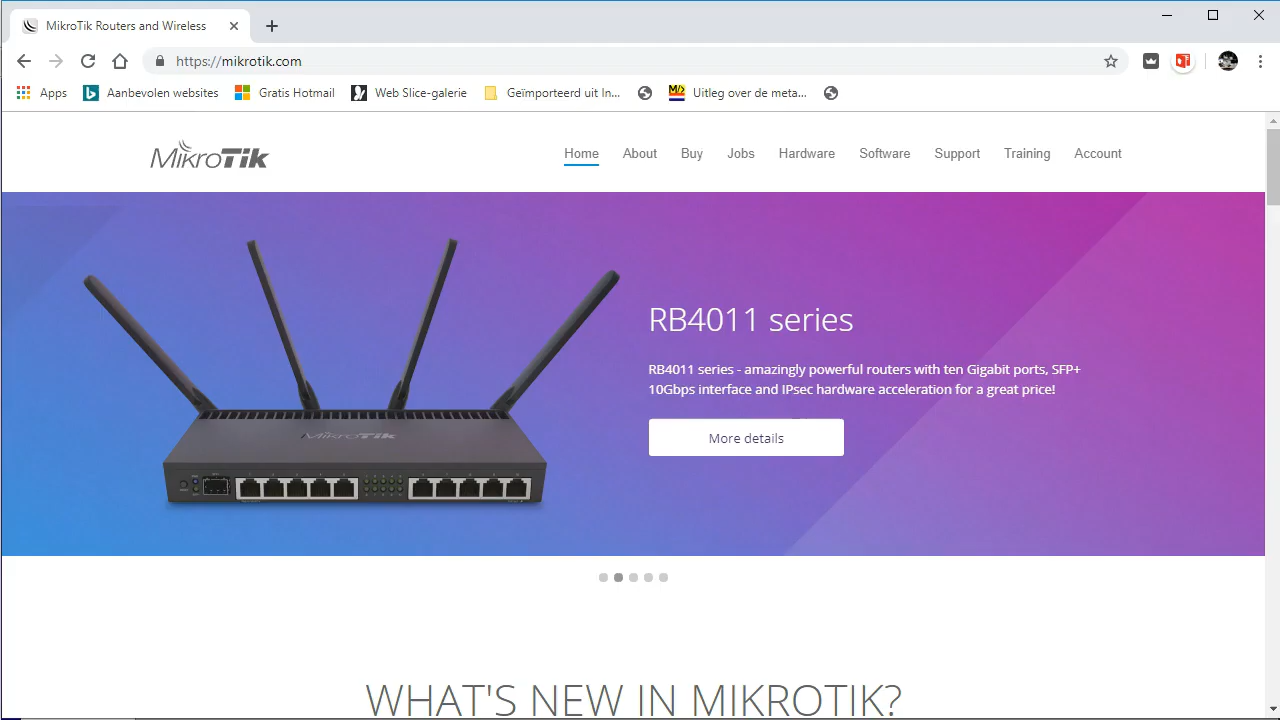 MikroTik Routers and Wireless
https://mikrotik.com
Apps
Aanbevolen websites
Gratis Hotmail
Web Slice-galerie
Geïmporteerd uit In...
Uitleg over de meta...
MikroTik
Home
About
Buy
Jobs
Hardware
Software
Support
Training
Account
RB4011 series
RB4011 series - amazingly powerful routers with ten Gigabit ports, SFP+
10Gbps interface and IPsec hardware acceleration for a great price!
More details
MikroTik
WHAT'S NEW IN MIKROTIK?